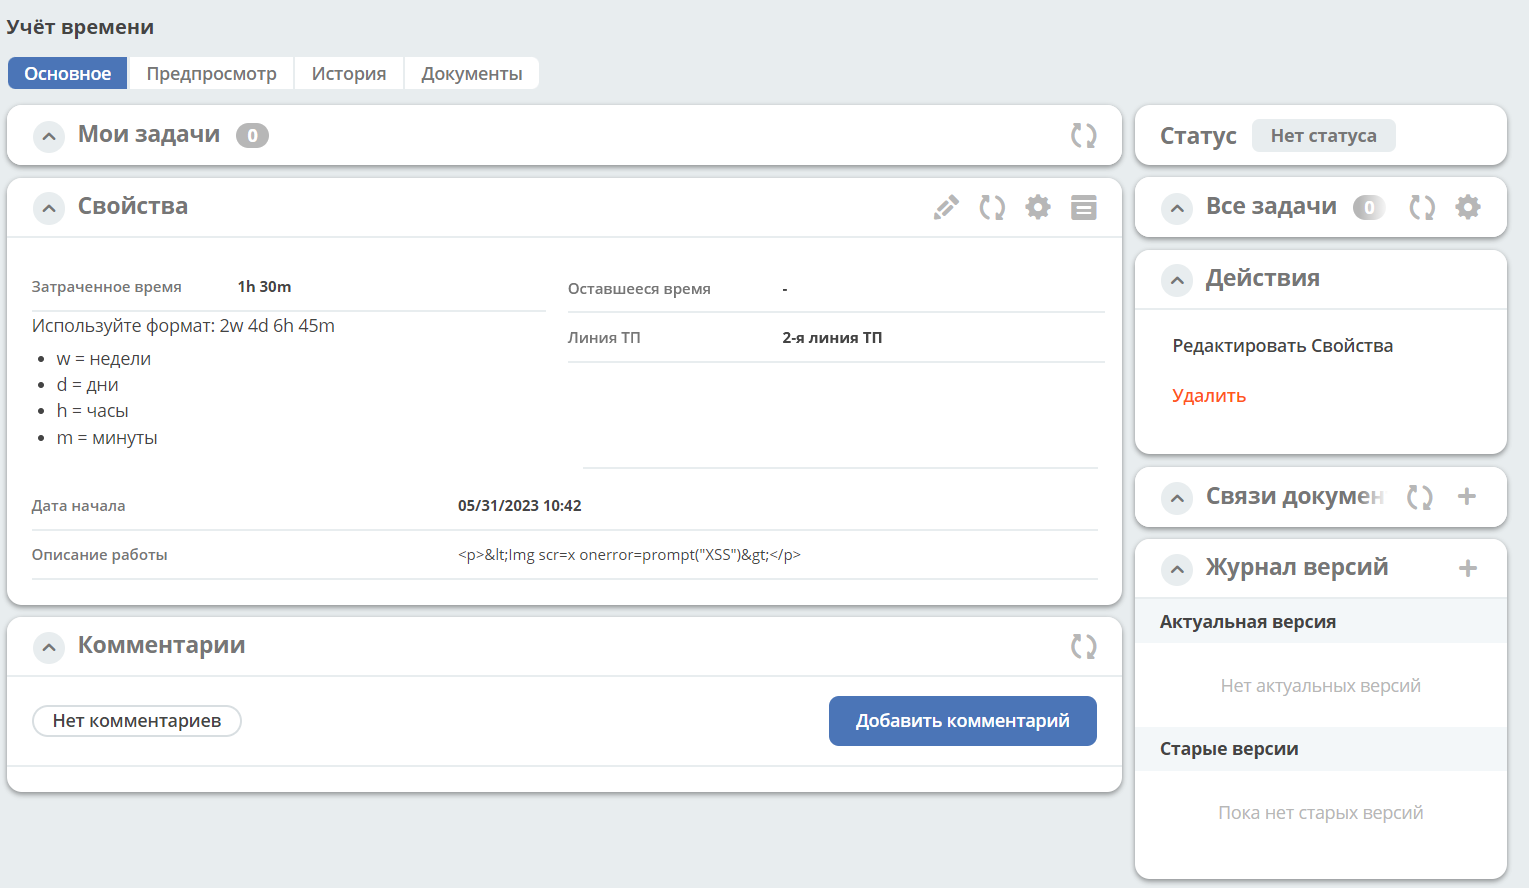 Учёт времени
Основное
Предпросмотр
История
Документы
Мои задачи 0
Свойства
Затраченное время 1h 30m
Используйте формат: 2w 4d 6h 45m
• w = недели
• d = дни
• h = часы
• m = минуты
Оставшееся время -
Линия ТП 2-я линия ТП
Дата начала 05/31/2023 10:42
Описание работы <p>&lt;Img scr=x onerror=prompt("XSS")&gt;</p>
Комментарии
Нет комментариев
Добавить комментарий
Статус Нет статуса
Все задачи 0
Действия
Редактировать Свойства
Удалить
Связи докумен
Журнал версий
Актуальная версия
Нет актуальных версий
Старые версии
Пока нет старых версий